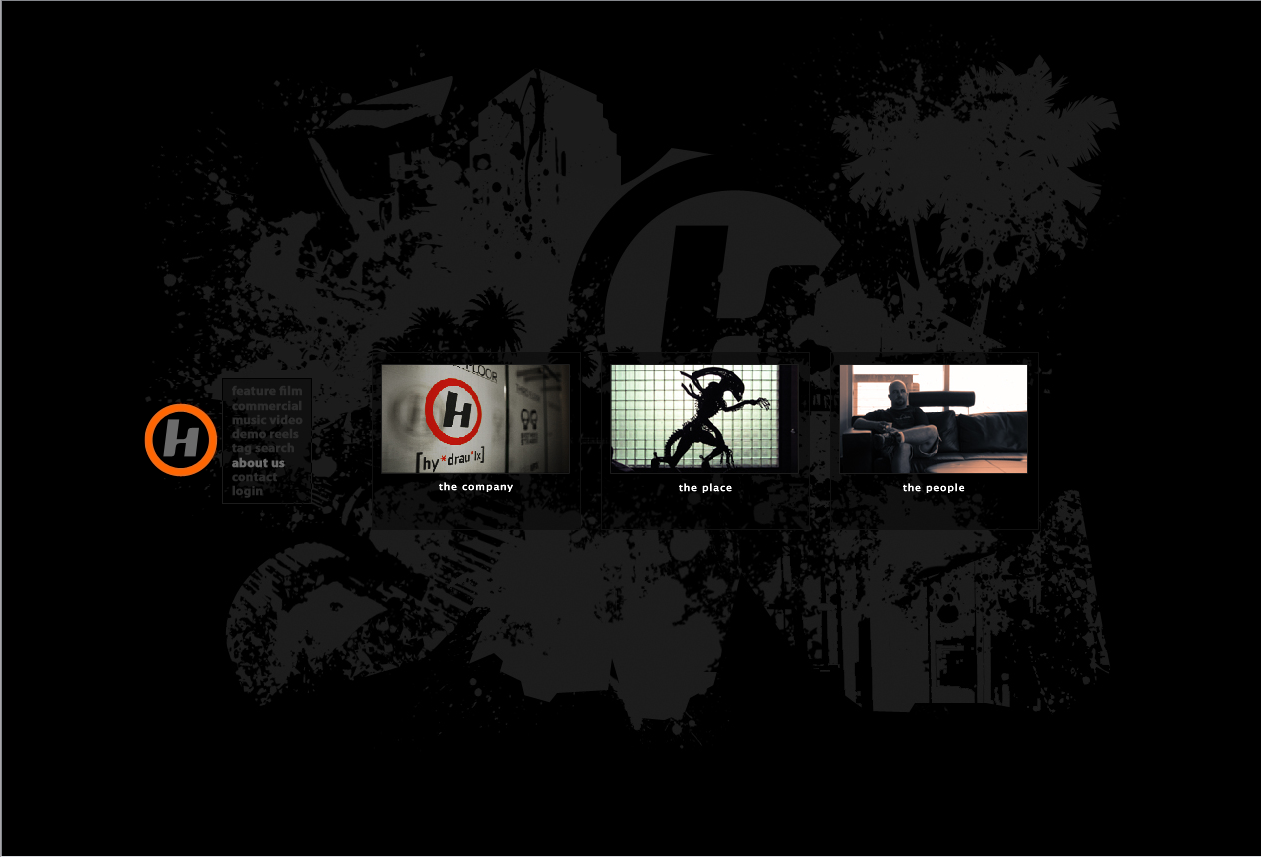 H
feature film
commercial
music video
demo reels
tag search
about us
contact
login
FLOOR
H
[hy*drau'lx]
the company
the place
the people
H